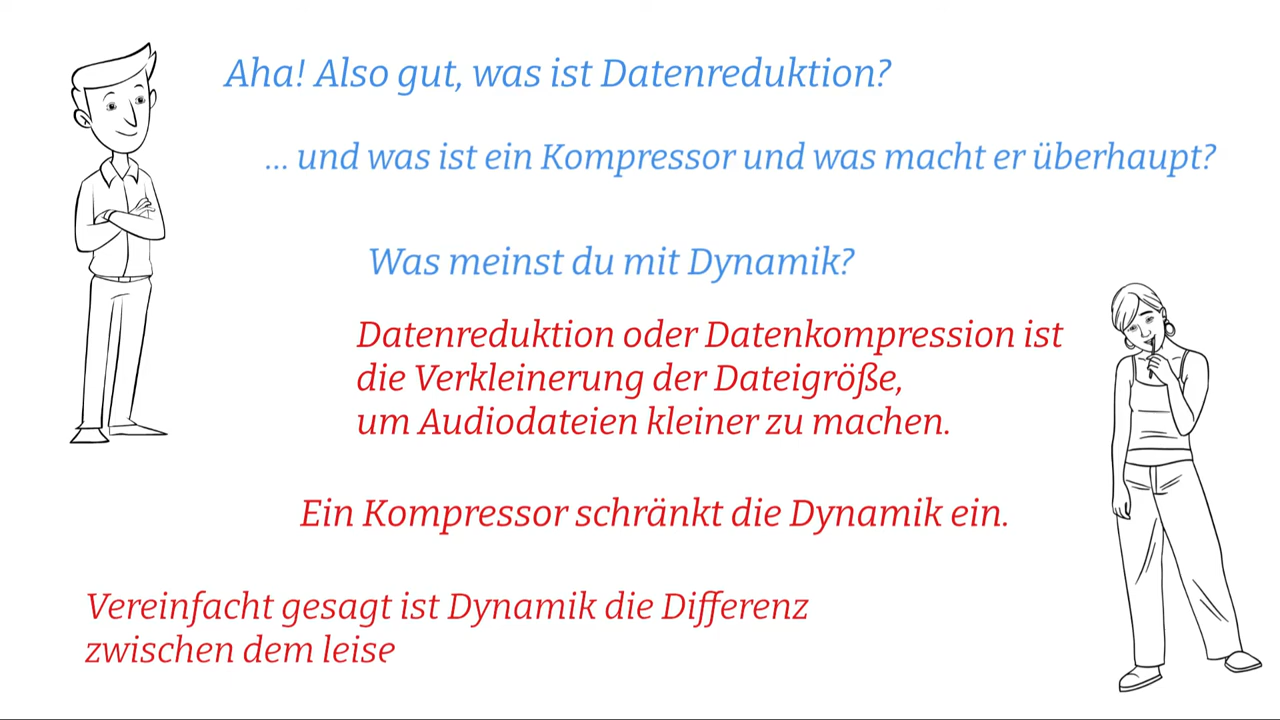 Aha! Also gut, was ist Datenreduktion?
... und was ist ein Kompressor und was macht er überhaupt?
Was meinst du mit Dynamik?
Datenreduktion oder Datenkompression ist
die Verkleinerung der Dateigröße,
um Audiodateien kleiner zu machen.
Ein Kompressor schränkt die Dynamik ein.
Vereinfacht gesagt ist Dynamik die Differenz
zwischen dem leise